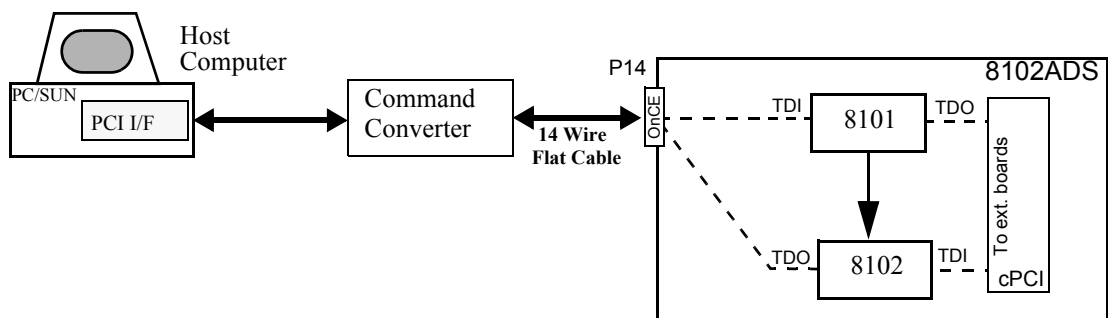 Host
Computer
PC/SUN
PCI I/F
Command
Converter
14 Wire
Flat Cable
P14
OnCE
8102ADS
TDI
8101
TDO
TDO
8102
TDI
To ext. boards
cPCI